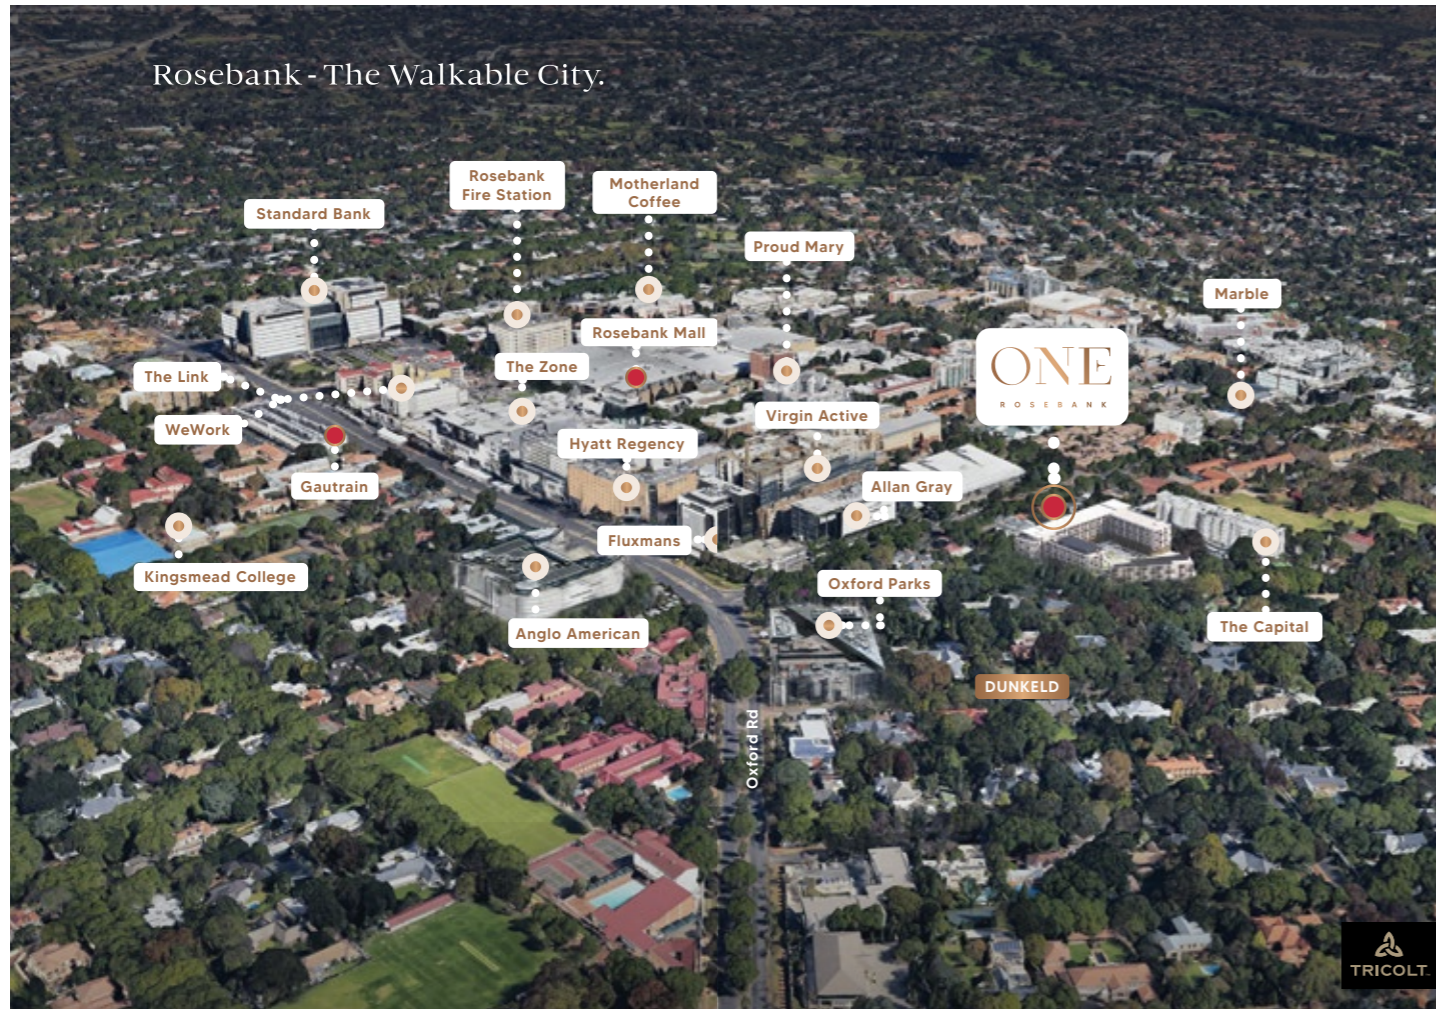 Rosebank - The Walkable City.
Rosebank
Fire Station
Motherland
Coffee
Standard Bank
Proud Mary
Marble
Rosebank Mall
The Zone
The Link
ONE
ROSEBANK
WeWork
Virgin Active
Hyatt Regency
Gautrain
Allan Gray
Fluxmans
Kingsmead College
Oxford Parks
Anglo American
The Capital
DUNKELD
Oxford Rd
TRICOLT